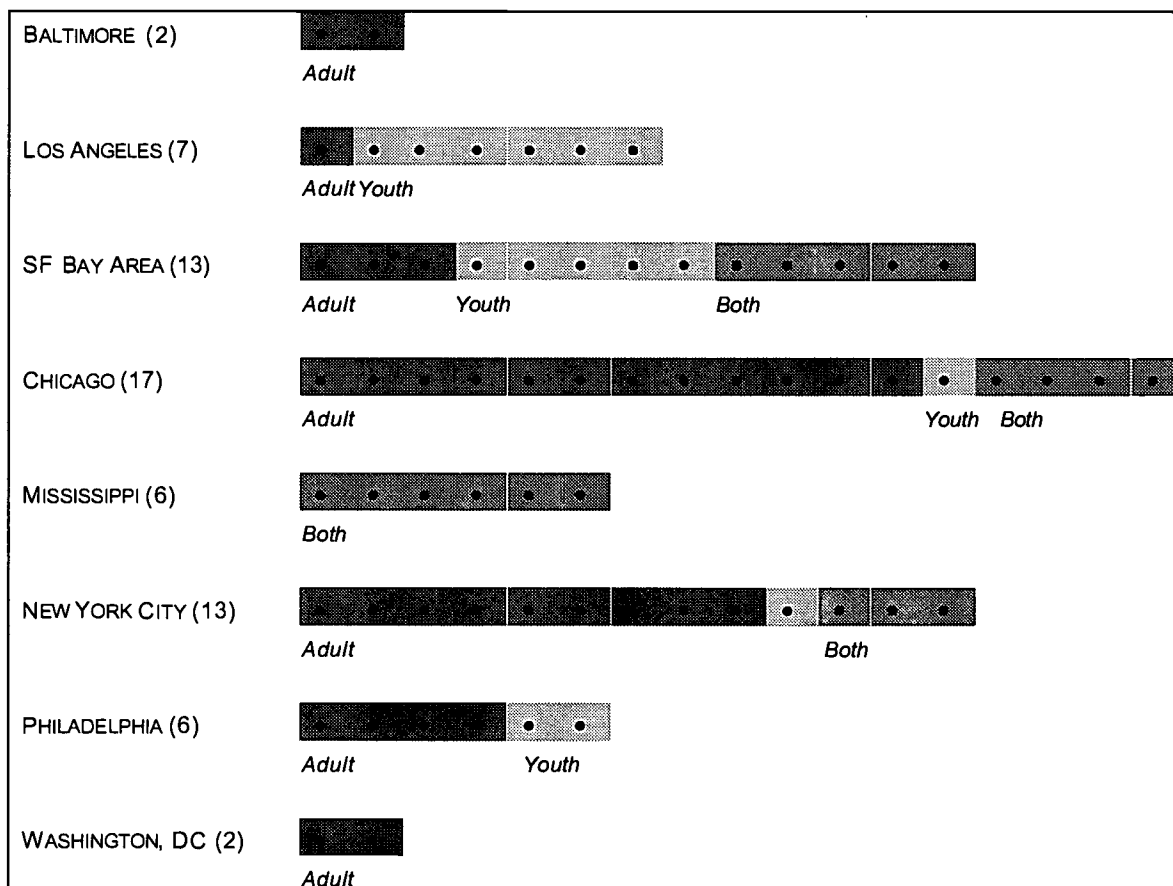 BALTIMORE (2)
Adult
LOS ANGELES (7)
Adult Youth
SF BAY AREA (13)
Adult Youth Both
CHICAGO (17)
Adult Youth Both
MISSISSIPPI (6)
Both
NEW YORK CITY (13)
Adult Both
PHILADELPHIA (6)
Adult Youth
WASHINGTON, DC (2)
Adult